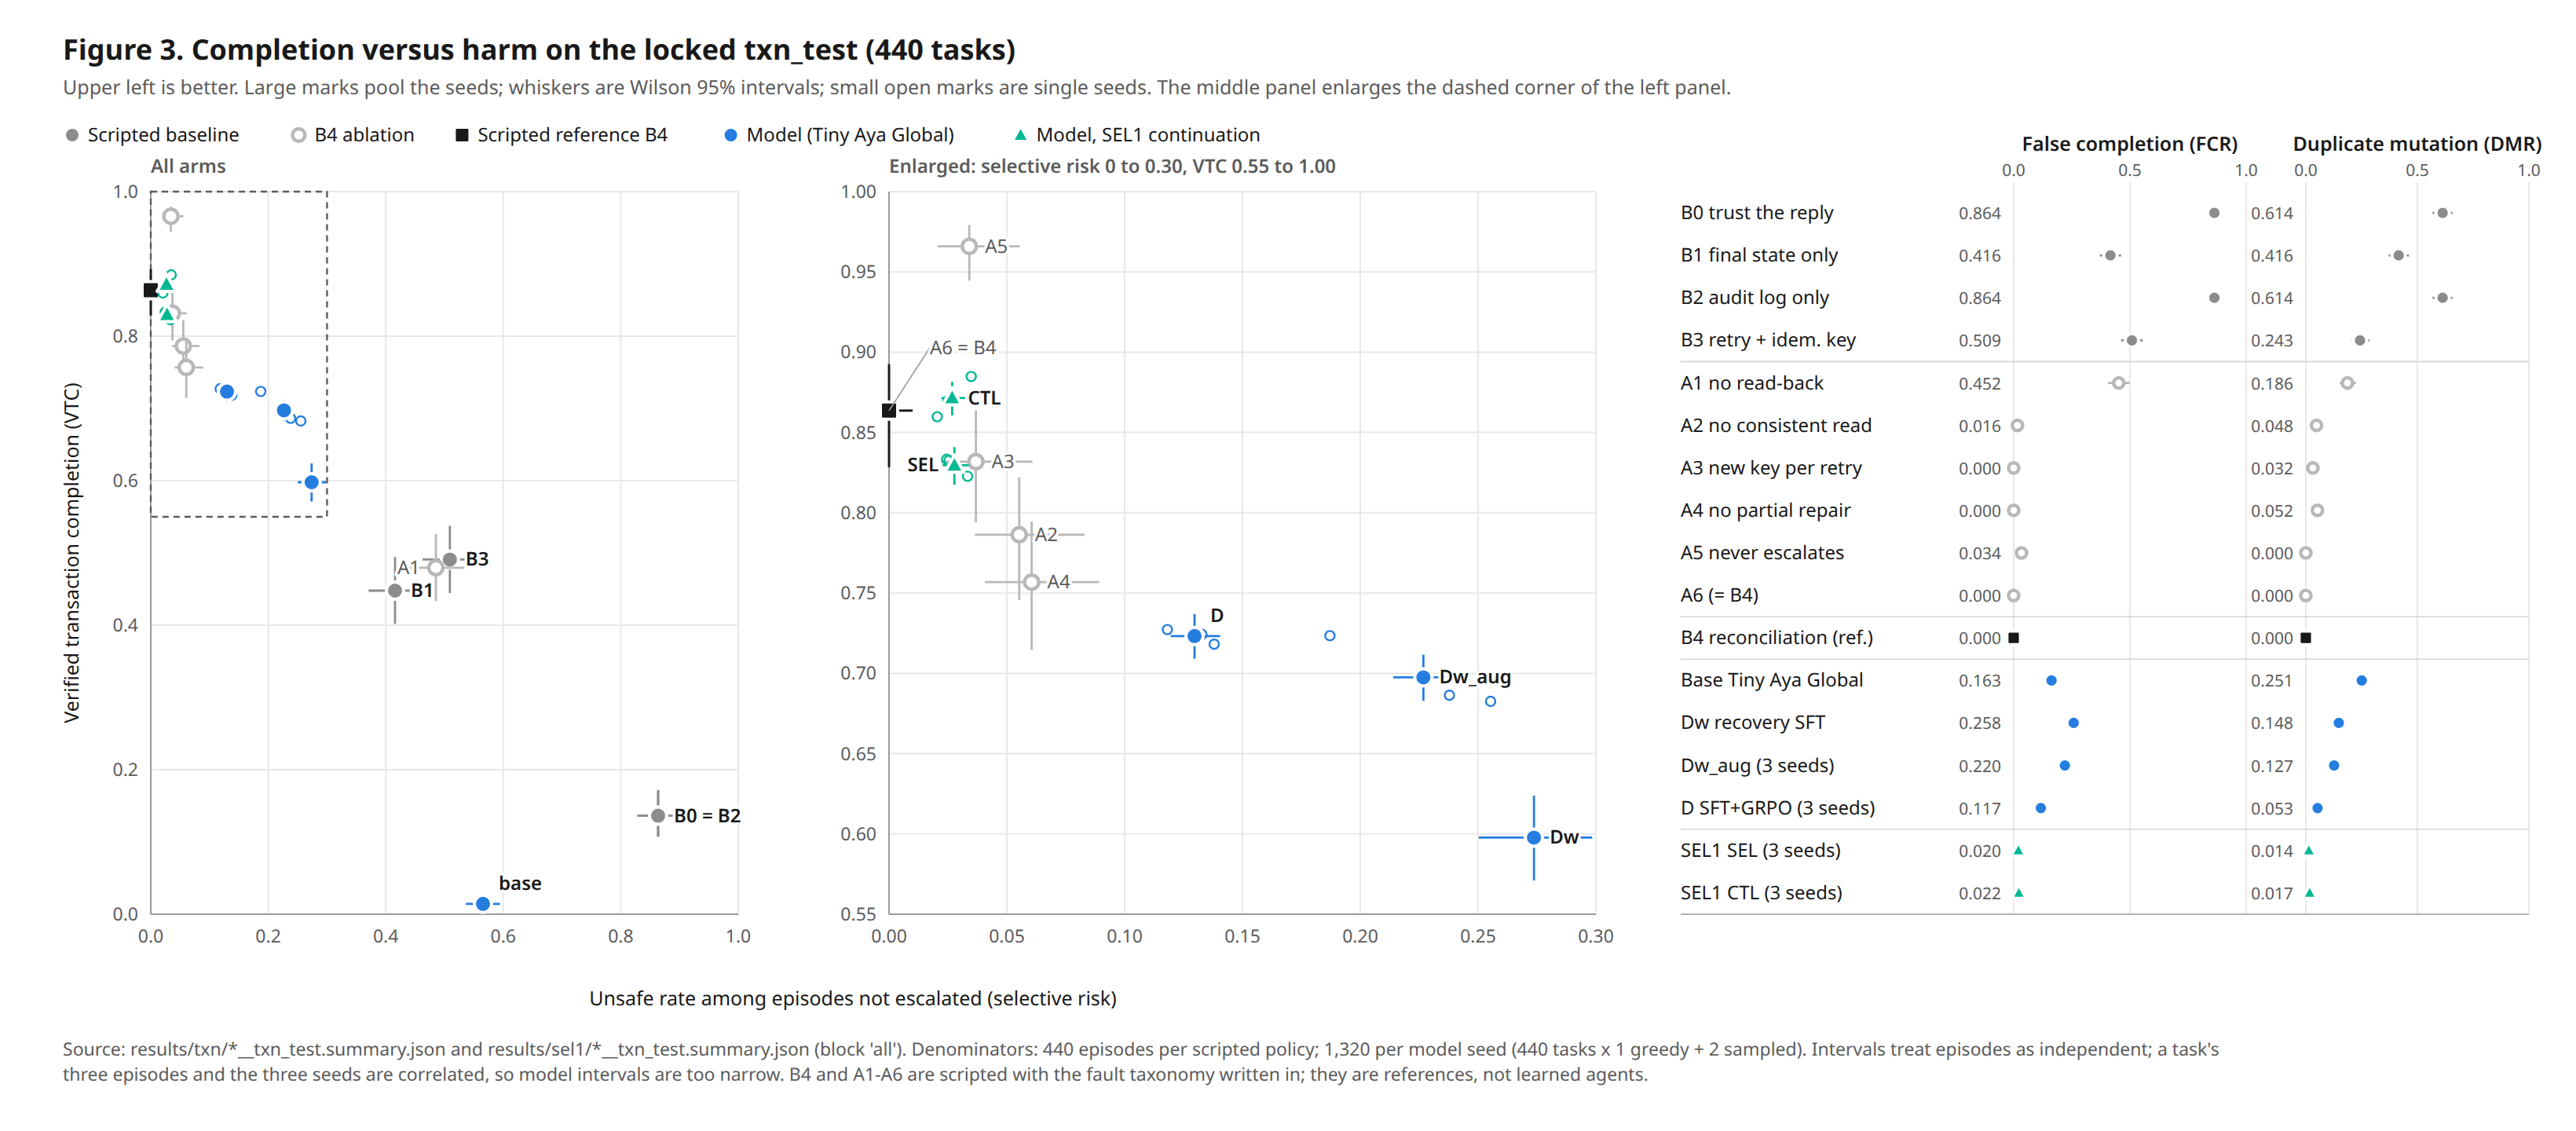 Figure 3. Completion versus harm on the locked txn_test (440 tasks)
Upper left is better. Large marks pool the seeds; whiskers are Wilson 95% intervals; small open marks are single seeds. The middle panel enlarges the dashed corner of the left panel.
Scripted baseline B4 ablation Scripted reference B4 Model (Tiny Aya Global) Model, SEL1 continuation
All arms
1.0
0.8
0.6
0.4
0.2
0.0
0.0 0.2 0.4 0.6 0.8 1.0
Verified transaction completion (VTC)
A1
B3
B1
B0 = B2
base
Enlarged: selective risk 0 to 0.30, VTC 0.55 to 1.00
1.00
0.95
0.90
0.85
0.80
0.75
0.70
0.65
0.60
0.55
0.00 0.05 0.10 0.15 0.20 0.25 0.30
A5
A6 = B4
CTL
SEL
A3
A2
A4
D
Dw_aug
Dw
Unsafe rate among episodes not escalated (selective risk)
False completion (FCR) Duplicate mutation (DMR)
0.0 0.5 1.0 0.0 0.5 1.0
B0 trust the reply 0.864 0.614
B1 final state only 0.416 0.416
B2 audit log only 0.864 0.614
B3 retry + idem. key 0.509 0.243
A1 no read-back 0.452 0.186
A2 no consistent read 0.016 0.048
A3 new key per retry 0.000 0.032
A4 no partial repair 0.000 0.052
A5 never escalates 0.034 0.000
A6 (= B4) 0.000 0.000
B4 reconciliation (ref.) 0.000 0.000
Base Tiny Aya Global 0.163 0.251
Dw recovery SFT 0.258 0.148
Dw_aug (3 seeds) 0.220 0.127
D SFT+GRPO (3 seeds) 0.117 0.053
SEL1 SEL (3 seeds) 0.020 0.014
SEL1 CTL (3 seeds) 0.022 0.017
Source: results/txn/*__txn_test.summary.json and results/sel1/*__txn_test.summary.json (block 'all'). Denominators: 440 episodes per scripted policy; 1,320 per model seed (440 tasks x 1 greedy + 2 sampled). Intervals treat episodes as independent; a task's
three episodes and the three seeds are correlated, so model intervals are too narrow. B4 and A1-A6 are scripted with the fault taxonomy written in; they are references, not learned agents.